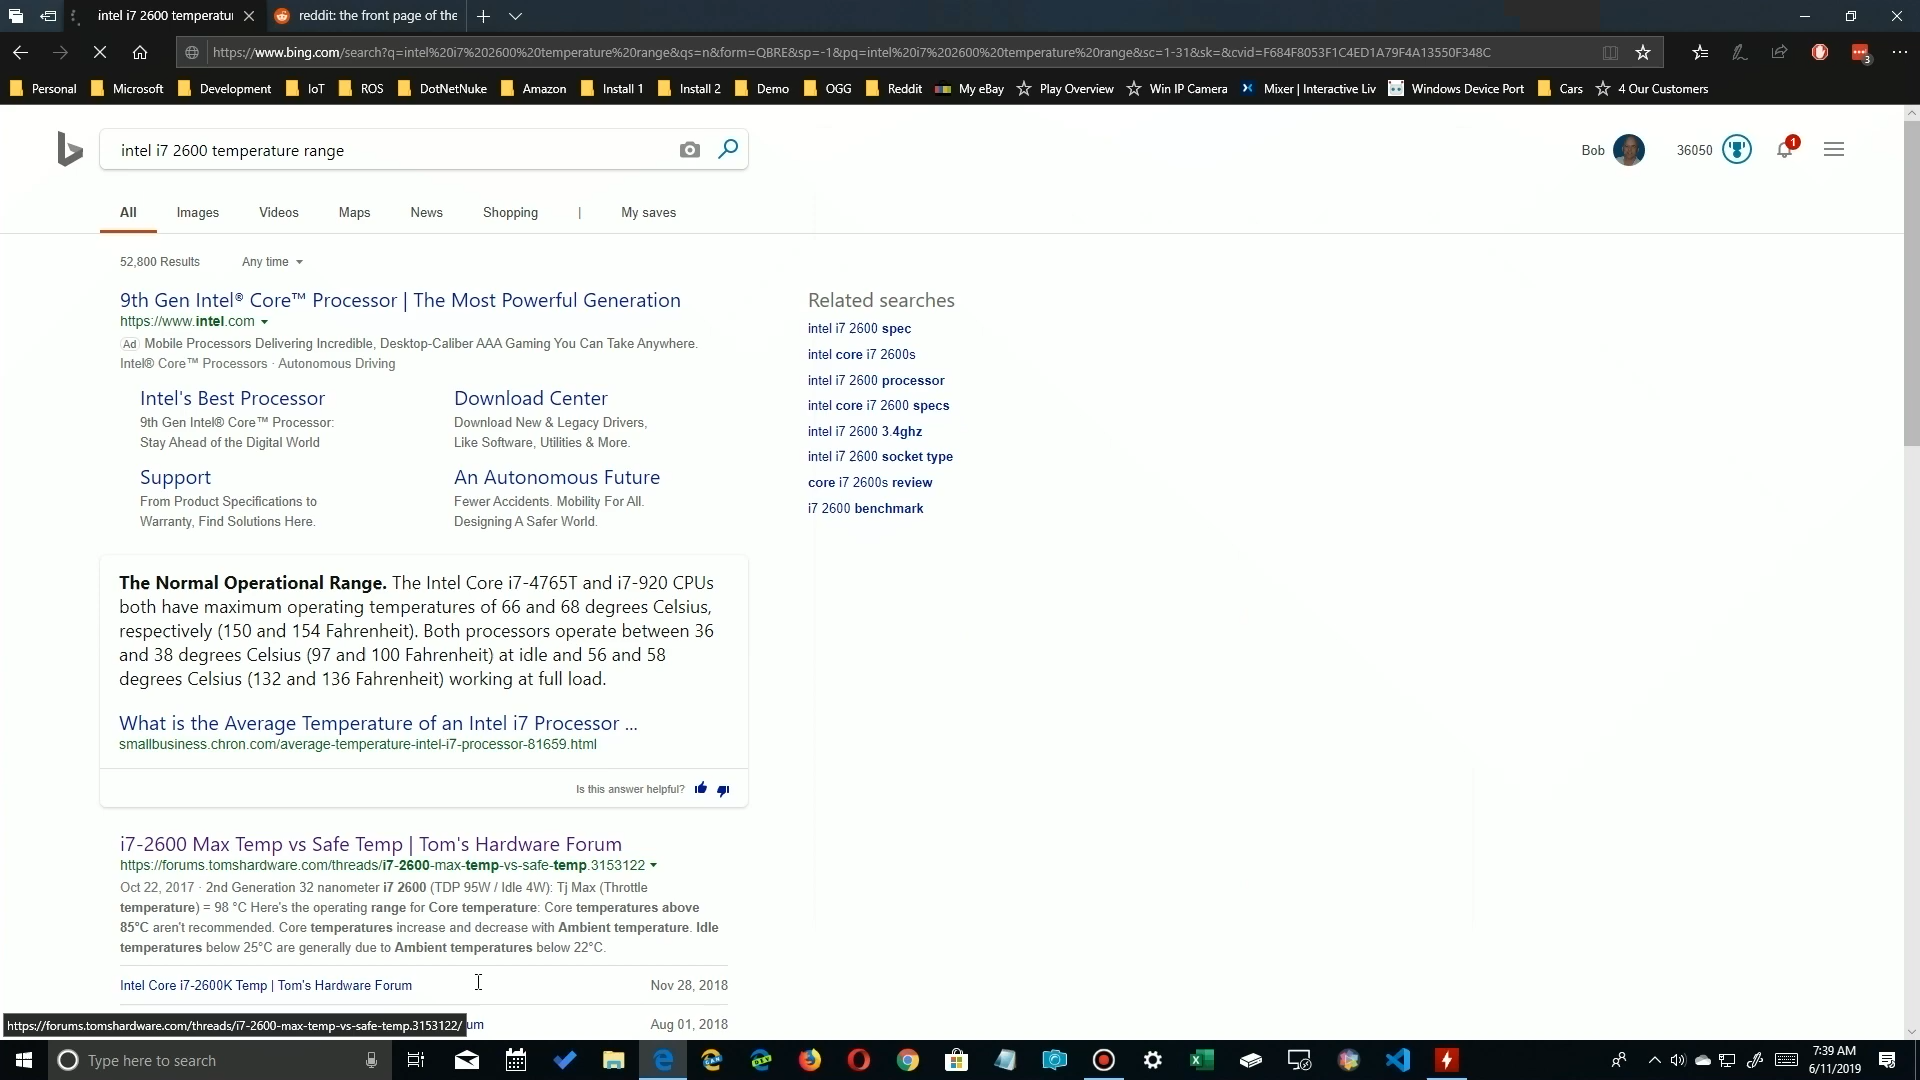 intel i7 2600 temperatur
reddit: the front page of the
https://www.bing.com/search?q=intel%20i7%202600%20temperature%20range&qs=n&form=QBRE&sp=-1&pq=intel%20i7%202600%20temperature%20range&sc=1-31&sk=&cvid=F684F8053F1C4ED1A79F4A13550F348C
3
Personal Microsoft Development IoT ROS DotNetNuke Amazon Install 1 Install 2 Demo OGG Reddit My eBay Play Overview Win IP Camera Mixer | Interactive Liv Windows Device Port Cars 4 Our Customers
intel i7 2600 temperature range
Bob 36050 1
All Images Videos Maps News Shopping | My saves
52,800 Results Any time
9th Gen Intel® Core™ Processor | The Most Powerful Generation
https://www.intel.com
Ad Mobile Processors Delivering Incredible, Desktop-Caliber AAA Gaming You Can Take Anywhere.
Intel® Core™ Processors · Autonomous Driving
Intel's Best Processor
9th Gen Intel® Core™ Processor:
Stay Ahead of the Digital World
Download Center
Download New & Legacy Drivers,
Like Software, Utilities & More.
Support
From Product Specifications to
Warranty, Find Solutions Here.
An Autonomous Future
Fewer Accidents. Mobility For All.
Designing A Safer World.
The Normal Operational Range. The Intel Core i7-4765T and i7-920 CPUs
both have maximum operating temperatures of 66 and 68 degrees Celsius,
respectively (150 and 154 Fahrenheit). Both processors operate between 36
and 38 degrees Celsius (97 and 100 Fahrenheit) at idle and 56 and 58
degrees Celsius (132 and 136 Fahrenheit) working at full load.
What is the Average Temperature of an Intel i7 Processor ...
smallbusiness.chron.com/average-temperature-intel-i7-processor-81659.html
Is this answer helpful?
i7-2600 Max Temp vs Safe Temp | Tom's Hardware Forum
https://forums.tomshardware.com/threads/i7-2600-max-temp-vs-safe-temp.3153122
Oct 22, 2017 · 2nd Generation 32 nanometer i7 2600 (TDP 95W / Idle 4W): Tj Max (Throttle
temperature) = 98 °C Here's the operating range for Core temperature: Core temperatures above
85°C aren't recommended. Core temperatures increase and decrease with Ambient temperature. Idle
temperatures below 25°C are generally due to Ambient temperatures below 22°C.
Intel Core i7-2600K Temp | Tom's Hardware Forum Nov 28, 2018
um Aug 01, 2018
https://forums.tomshardware.com/threads/i7-2600-max-temp-vs-safe-temp.3153122/
Related searches
intel i7 2600 spec
intel core i7 2600s
intel i7 2600 processor
intel core i7 2600 specs
intel i7 2600 3.4ghz
intel i7 2600 socket type
core i7 2600s review
i7 2600 benchmark
Type here to search
CAN
DEV
7:39 AM
6/11/2019